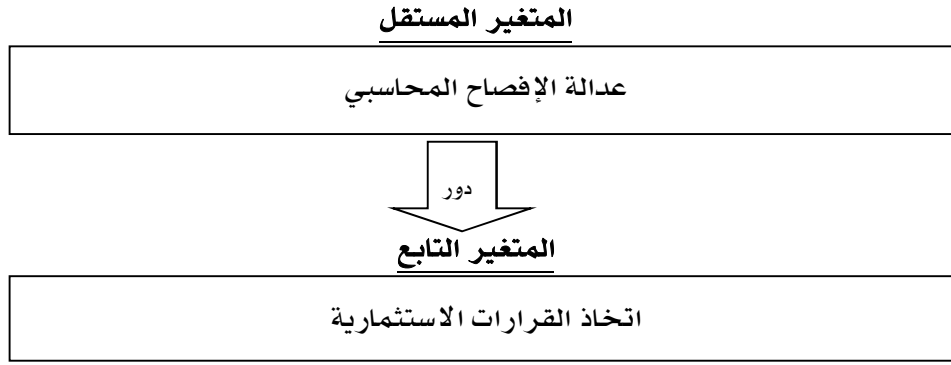 المتغير المستقل
عدالة الإفصاح المحاسبي
دور
المتغير التابع
اتخاذ القرارات الاستثمارية